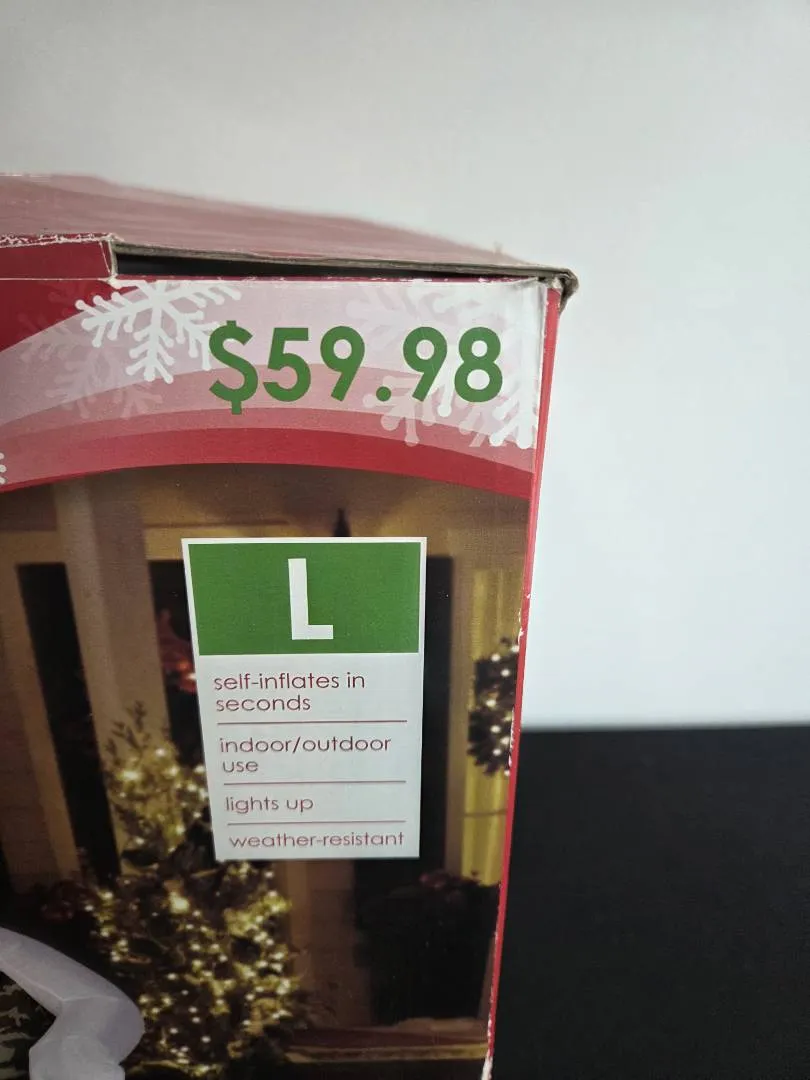 $59.98
L
self-inflates in
seconds
indoor/outdoor
use
lights up
weather-resistant